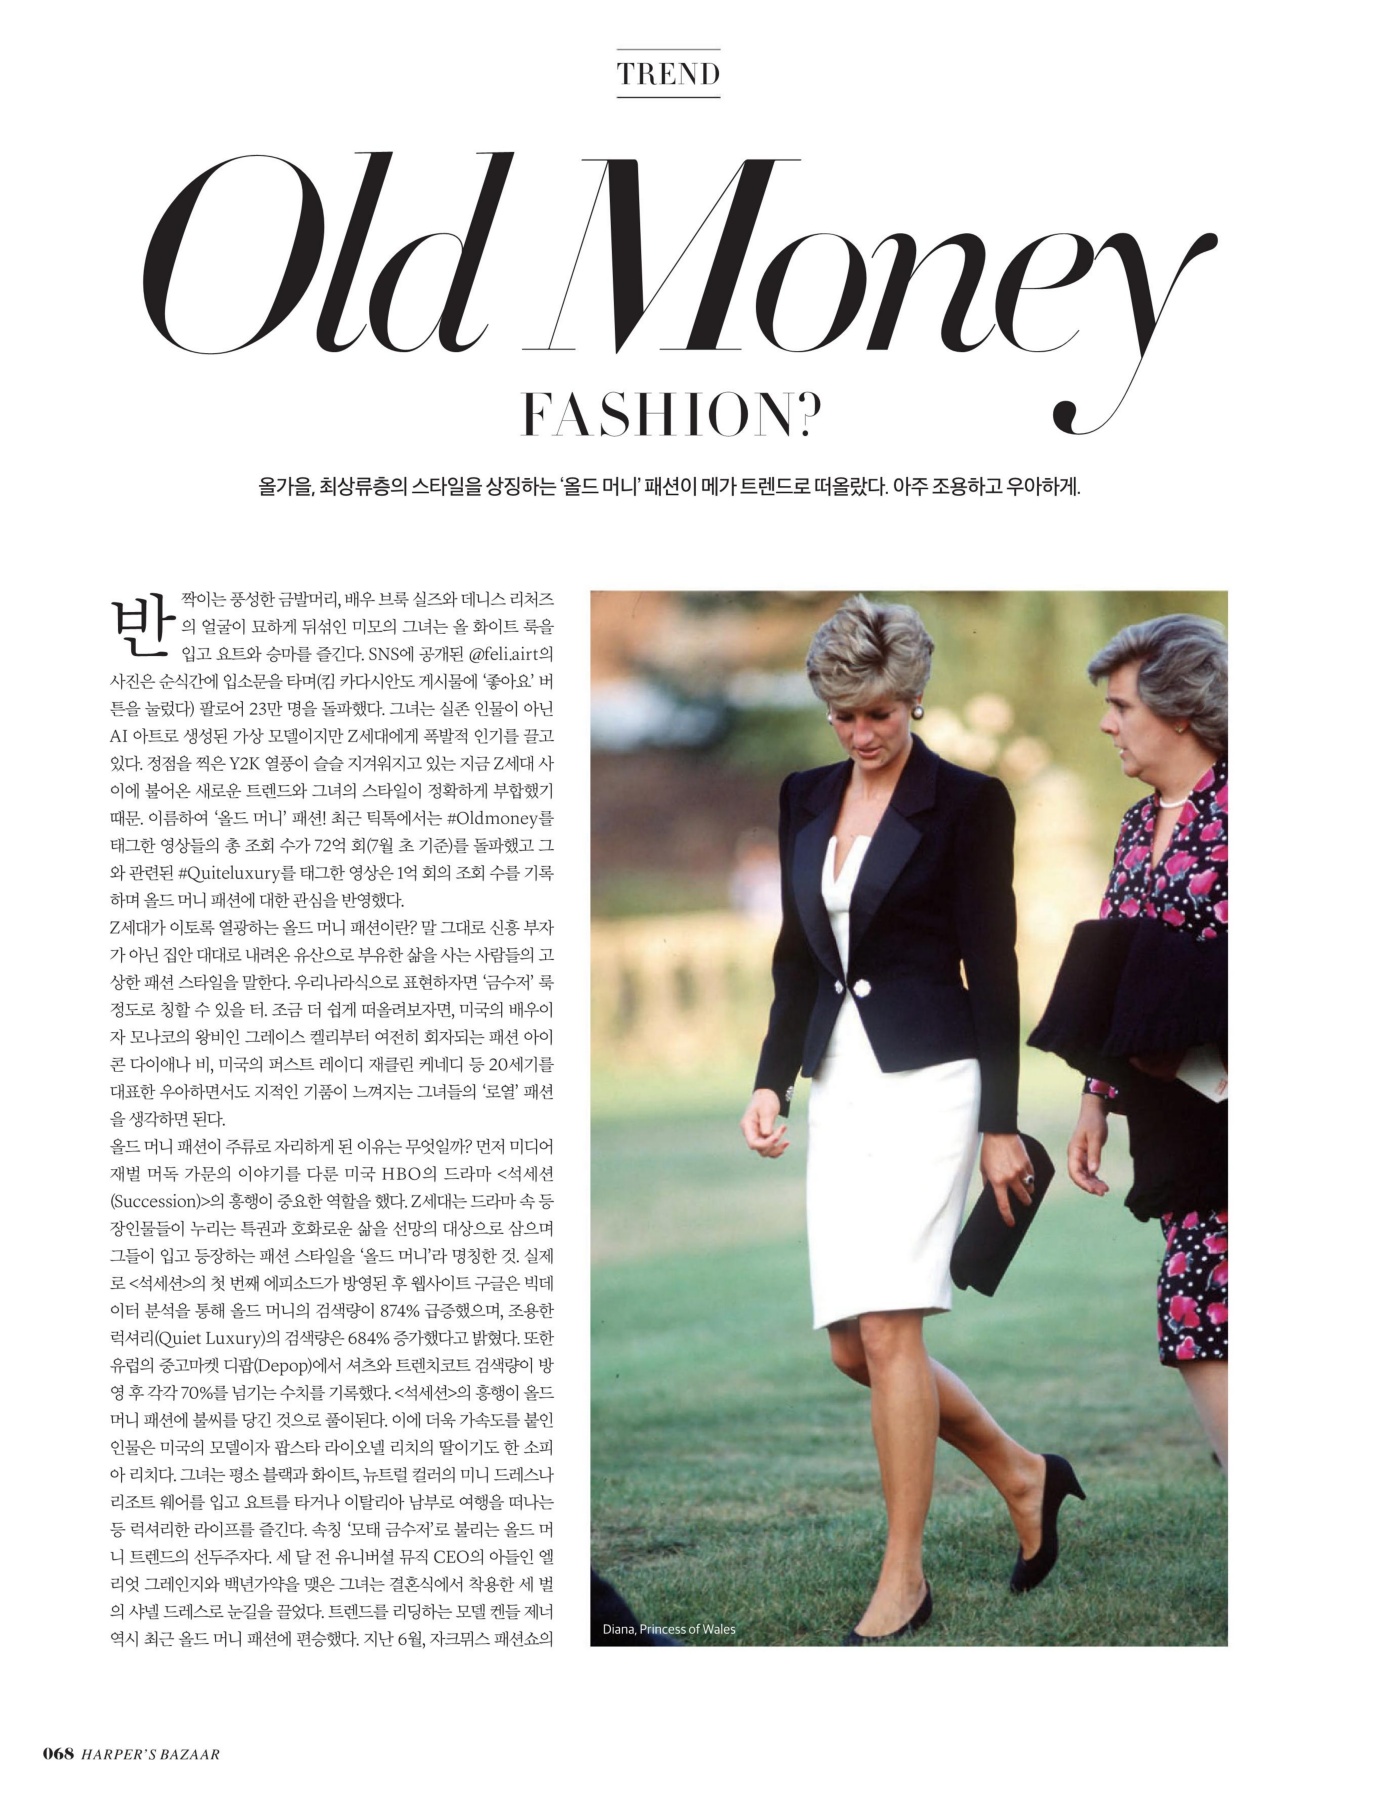 TREND
Old Money
FASHION?
올가을, 최상류층의 스타일을 상징하는 ‘올드 머니’ 패션이 메가 트렌드로 떠올랐다. 아주 조용하고 우아하게.
반짝이는 풍성한 금발머리, 배우 브룩 실즈와 데니스 리처즈
의 얼굴이 묘하게 뒤섞인 미모의 그녀는 올 화이트 룩을
입고 요트와 승마를 즐긴다. SNS에 공개된 @feli.airt의
사진은 순식간에 입소문을 타며(킴 카다시안도 게시물에 ‘좋아요’ 버
튼을 눌렀다) 팔로어 23만 명을 돌파했다. 그녀는 실존 인물이 아닌
AI 아트로 생성된 가상 모델이지만 Z세대에게 폭발적 인기를 끌고
있다. 정점을 찍은 Y2K 열풍이 슬슬 지겨워지고 있는 지금 Z세대 사
이에 불어온 새로운 트렌드와 그녀의 스타일이 정확하게 부합했기
때문. 이름하여 ‘올드 머니’ 패션! 최근 틱톡에서는 #Oldmoney를
태그한 영상들의 총 조회 수가 72억 회(7월 초 기준)를 돌파했고 그
와 관련된 #Quiteluxury를 태그한 영상은 1억 회의 조회 수를 기록
하며 올드 머니 패션에 대한 관심을 반영했다.
Z세대가 이토록 열광하는 올드 머니 패션이란? 말 그대로 신흥 부자
가 아닌 집안 대대로 내려온 유산으로 부유한 삶을 사는 사람들의 고
상한 패션 스타일을 말한다. 우리나라식으로 표현하자면 ‘금수저’ 룩
정도로 칭할 수 있을 터. 조금 더 쉽게 떠올려보자면, 미국의 배우이
자 모나코의 왕비인 그레이스 켈리부터 여전히 회자되는 패션 아이
콘 다이애나 비, 미국의 퍼스트 레이디 재클린 케네디 등 20세기를
대표한 우아하면서도 지적인 기품이 느껴지는 그녀들의 ‘로열’ 패션
을 생각하면 된다.
올드 머니 패션이 주류로 자리하게 된 이유는 무엇일까? 먼저 미디어
재벌 머독 가문의 이야기를 다룬 미국 HBO의 드라마 <석세션
(Succession)>의 흥행이 중요한 역할을 했다. Z세대는 드라마 속 등
장인물들이 누리는 특권과 호화로운 삶을 선망의 대상으로 삼으며
그들이 입고 등장하는 패션 스타일을 ‘올드 머니’라 명칭한 것. 실제
로 <석세션>의 첫 번째 에피소드가 방영된 후 웹사이트 구글은 빅데
이터 분석을 통해 올드 머니의 검색량이 874% 급증했으며, 조용한
럭셔리(Quiet Luxury)의 검색량은 684% 증가했다고 밝혔다. 또한
유럽의 중고마켓 디팝(Depop)에서 셔츠와 트렌치코트 검색량이 방
영 후 각각 70%를 넘기는 수치를 기록했다. <석세션>의 흥행이 올드
머니 패션에 불씨를 당긴 것으로 풀이된다. 이에 더욱 가속도를 붙인
인물은 미국의 모델이자 팝스타 라이오넬 리치의 딸이기도 한 소피
아 리치다. 그녀는 평소 블랙과 화이트, 뉴트럴 컬러의 미니 드레스나
리조트 웨어를 입고 요트를 타거나 이탈리아 남부로 여행을 떠나는
등 럭셔리한 라이프를 즐긴다. 속칭 ‘모태 금수저’로 불리는 올드 머
니 트렌드의 선두주자다. 세 달 전 유니버셜 뮤직 CEO의 아들인 엘
리엇 그레인지와 백년가약을 맺은 그녀는 결혼식에서 착용한 세 벌
의 샤넬 드레스로 눈길을 끌었다. 트렌드를 리딩하는 모델 켄들 제너
역시 최근 올드 머니 패션에 편승했다. 지난 6월, 자크뮈스 패션쇼의
Diana, Princess of Wales
068 HARPER'S BAZAAR